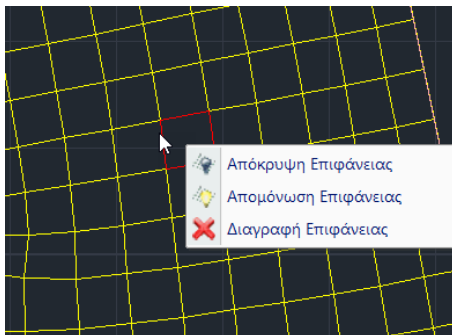 Απόκρυψη Επιφάνειας
Απομόνωση Επιφάνειας
Διαγραφή Επιφάνειας